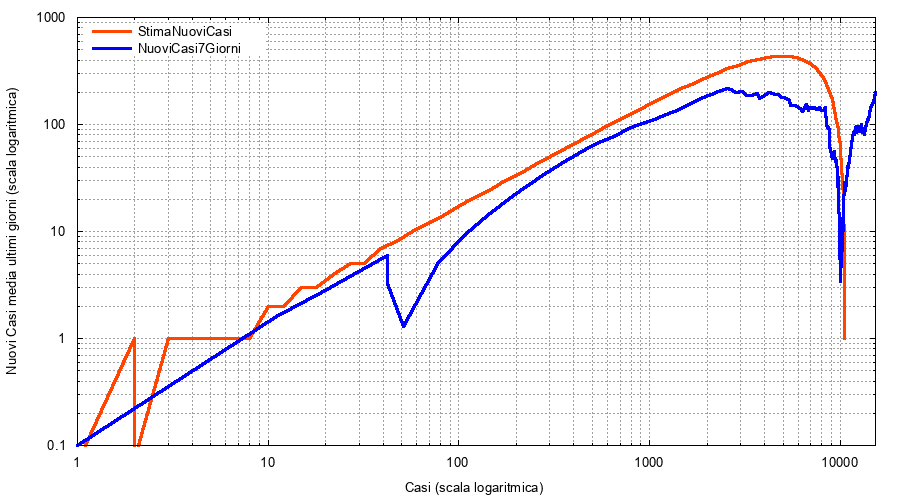 1000
StimaNuoviCasi
NuoviCasi7Giorni
100
10
1
0.1
Nuovi Casi media ultimi giorni (scala logaritmica)
1 10 100 1000 10000
Casi (scala logaritmica)